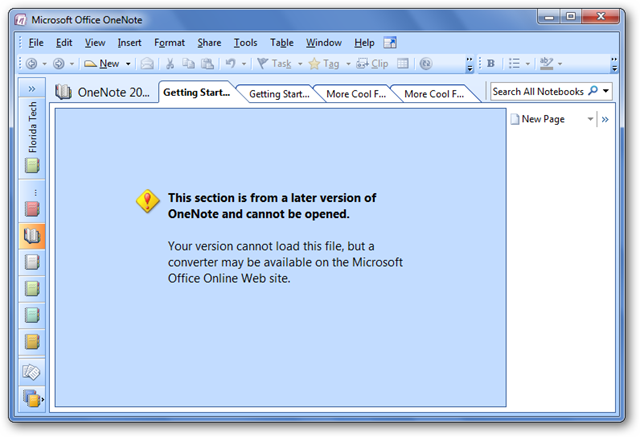 Microsoft Office OneNote
File Edit View Insert Format Share Tools Table Window Help
New Task Tag Clip B ab
Florida Tech
OneNote 20... Getting Start... Getting Start... More Cool F... More Cool F... Search All Notebooks
New Page
This section is from a later version of
OneNote and cannot be opened.
Your version cannot load this file, but a
converter may be available on the Microsoft
Office Online Web site.